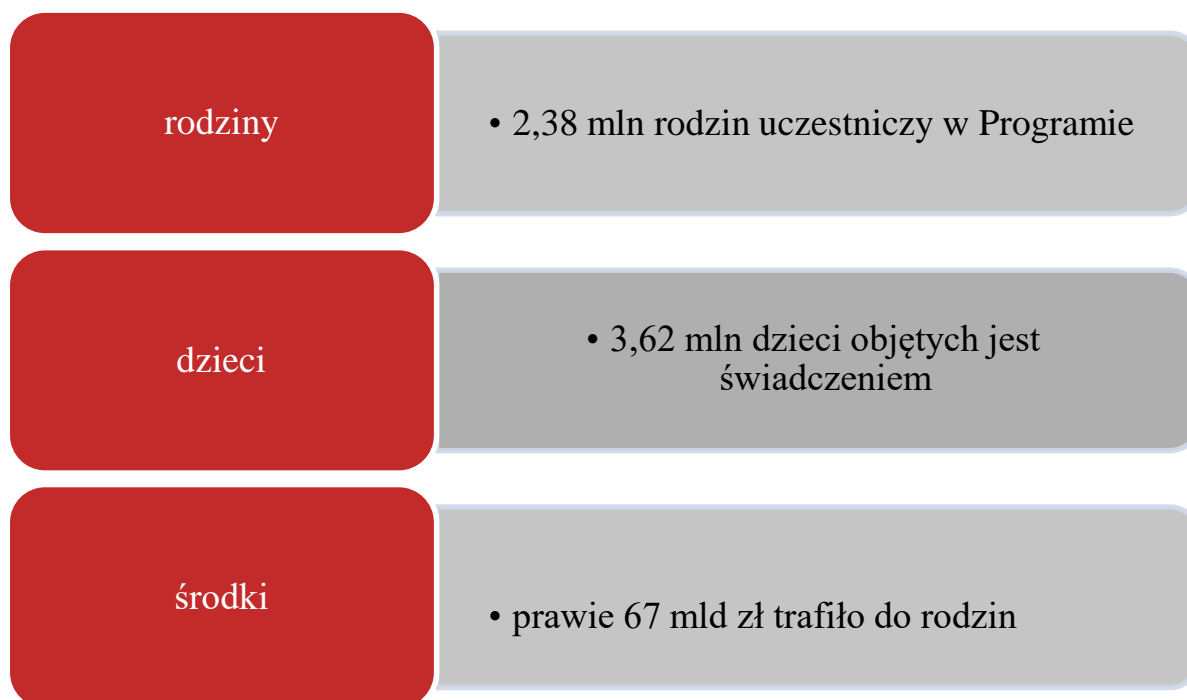 rodziny
• 2,38 mln rodzin uczestniczy w Programie
dzieci
• 3,62 mln dzieci objętych jest
świadczeniem
środki
• prawie 67 mld zł trafiło do rodzin